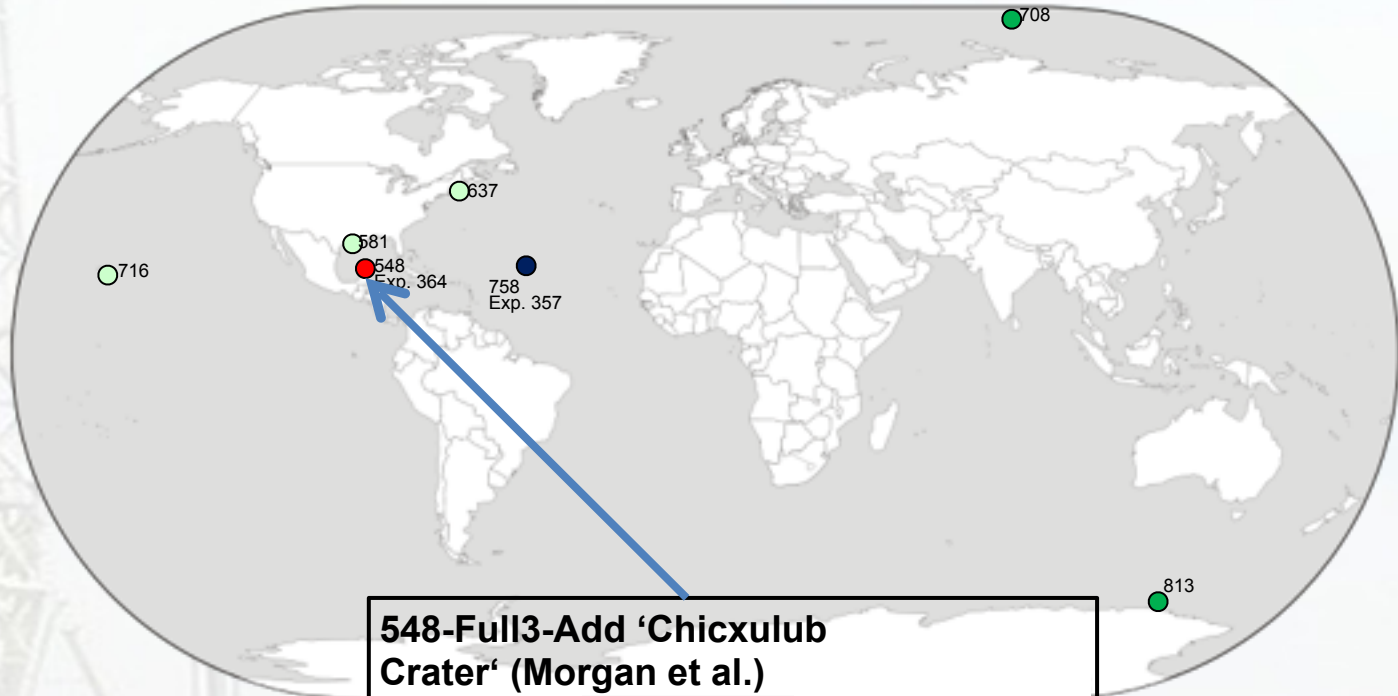 708
637
581
548
Exp. 364
716
758
Exp. 357
813
548-Full3-Add ‘Chicxulub
Crater‘ (Morgan et al.)